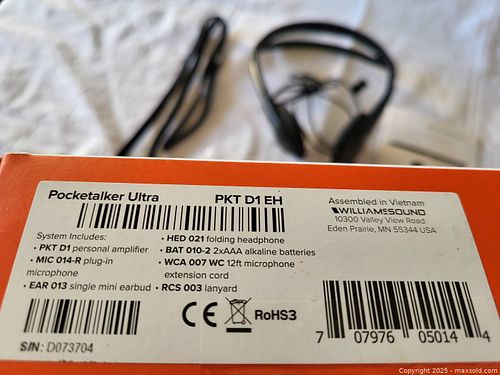 Pocketalker Ultra
PKT D1 EH
Assembled in Vietnam
WILLIAMS SOUND
10300 Valley View Road
Eden Prairie, MN 55344 USA
System Includes:
• PKT D1 personal amplifier
• MIC 014-R plug-in
microphone
• EAR 013 single mini earbud
• HED 021 folding headphone
• BAT 010-2 2xAAA alkaline batteries
• WCA 007 WC 12ft microphone
extension cord
• RCS 003 lanyard
CE RoHS3
S/N: D073704
7 07976 05014 4
Copyright 2025 - maxsold.com